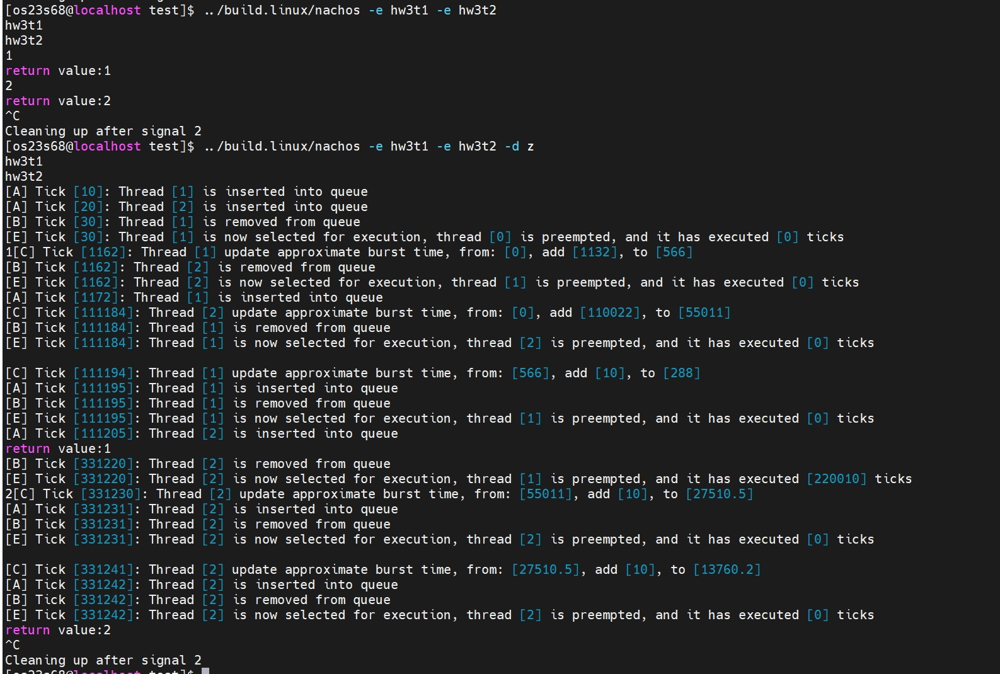 [os23s68@localhost test]$ ../build.linux/nachos -e hw3t1 -e hw3t2
hw3t1
hw3t2
1
return value:1
2
return value:2
^C
Cleaning up after signal 2
[os23s68@localhost test]$ ../build.linux/nachos -e hw3t1 -e hw3t2 -d z
hw3t1
hw3t2
[A] Tick [10]: Thread [1] is inserted into queue
[A] Tick [20]: Thread [2] is inserted into queue
[B] Tick [30]: Thread [1] is removed from queue
[E] Tick [30]: Thread [1] is now selected for execution, thread [0] is preempted, and it has executed [0] ticks
1[C] Tick [1162]: Thread [1] update approximate burst time, from: [0], add [1132], to [566]
[B] Tick [1162]: Thread [2] is removed from queue
[E] Tick [1162]: Thread [2] is now selected for execution, thread [1] is preempted, and it has executed [0] ticks
[A] Tick [1172]: Thread [1] is inserted into queue
[C] Tick [111184]: Thread [2] update approximate burst time, from: [0], add [110022], to [55011]
[B] Tick [111184]: Thread [1] is removed from queue
[E] Tick [111184]: Thread [1] is now selected for execution, thread [2] is preempted, and it has executed [0] ticks
[C] Tick [111194]: Thread [1] update approximate burst time, from: [566], add [10], to [288]
[A] Tick [111195]: Thread [1] is inserted into queue
[B] Tick [111195]: Thread [1] is removed from queue
[E] Tick [111195]: Thread [1] is now selected for execution, thread [1] is preempted, and it has executed [0] ticks
[A] Tick [111205]: Thread [2] is inserted into queue
return value:1
[B] Tick [331220]: Thread [2] is removed from queue
[E] Tick [331220]: Thread [2] is now selected for execution, thread [1] is preempted, and it has executed [220010] ticks
2[C] Tick [331230]: Thread [2] update approximate burst time, from: [55011], add [10], to [27510.5]
[A] Tick [331231]: Thread [2] is inserted into queue
[B] Tick [331231]: Thread [2] is removed from queue
[E] Tick [331231]: Thread [2] is now selected for execution, thread [2] is preempted, and it has executed [0] ticks
[C] Tick [331241]: Thread [2] update approximate burst time, from: [27510.5], add [10], to [13760.2]
[A] Tick [331242]: Thread [2] is inserted into queue
[B] Tick [331242]: Thread [2] is removed from queue
[E] Tick [331242]: Thread [2] is now selected for execution, thread [2] is preempted, and it has executed [0] ticks
return value:2
^C
Cleaning up after signal 2
[os23s68@localhost test]$